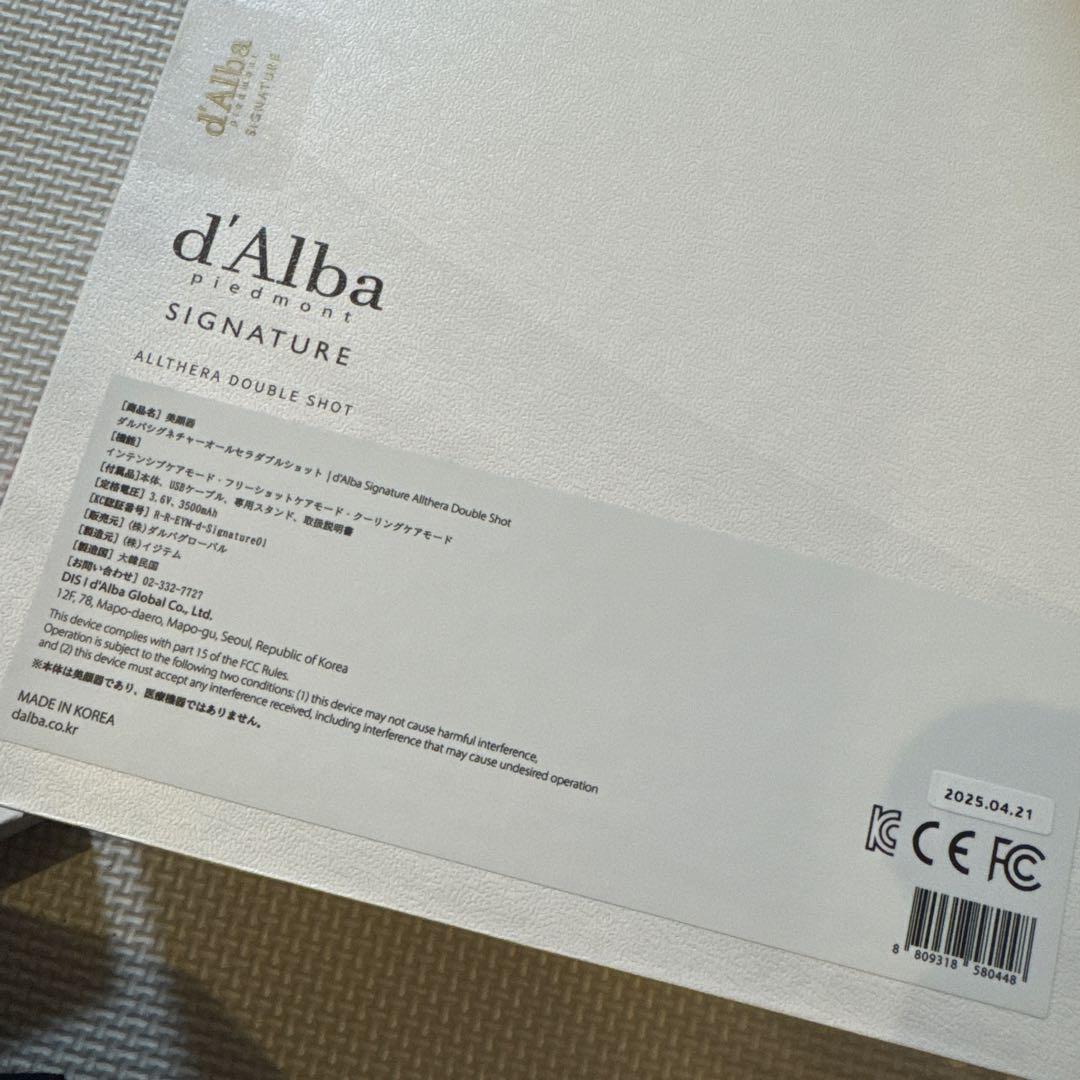 d'Alba
piedmont
SIGNATURE
d'Alba
piedmont
SIGNATURE
ALLTHERA DOUBLE SHOT
[商品名] 美顔器
ダルバシグネチャーオールセラダブルショット | d'Alba Signature Allthera Double Shot
[機能]
インテンシブケアモード・フリーショットケアモード・クーリングケアモード
[付属品]本体、USBケーブル、専用スタンド、取扱説明書
[定格電圧] 3.6V, 3500mAh
[KC認証番号] R-R-EYM-d-Signature01
[販売元] (株)ダルバグローバル
[製造元] (株)イジテム
[製造国] 大韓民国
[お問い合わせ] 02-332-7727
DIS I d'Alba Global Co., Ltd.
12F, 78, Mapo-daero, Mapo-gu, Seoul, Republic of Korea
This device complies with part 15 of the FCC Rules.
Operation is subject to the following two conditions: (1) this device may not cause harmful interference,
and (2) this device must accept any interference received, including interference that may cause undesired operation
※本体は美顔器であり、医療機器ではありません。
MADE IN KOREA
dalba.co.kr
2025.04.21
KC CE FC
8 809318 580448